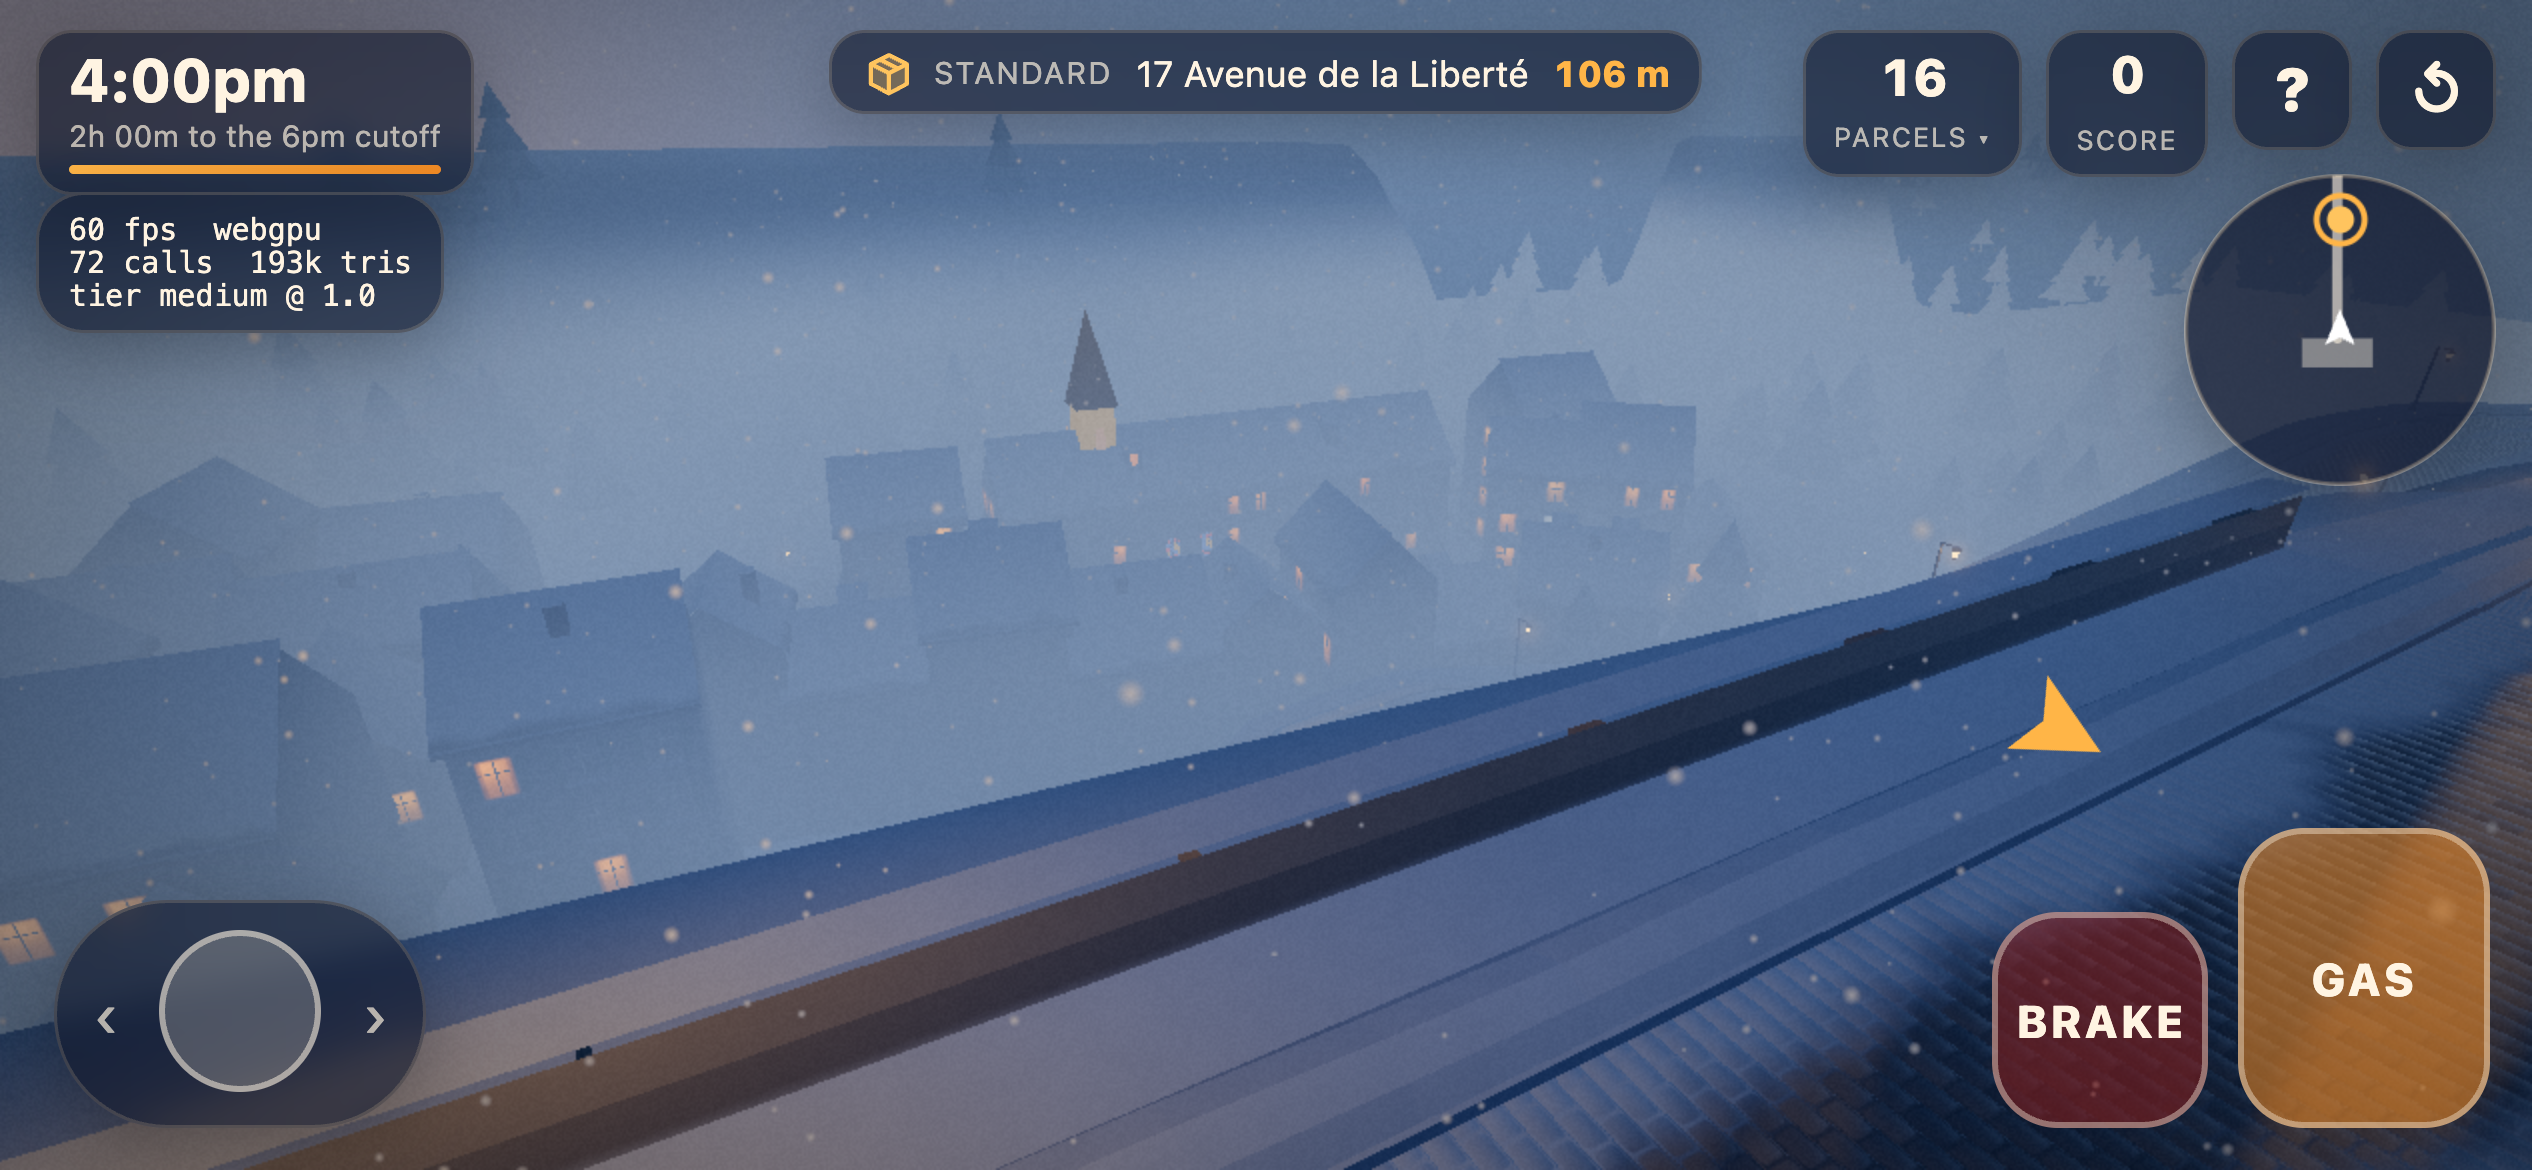 4:00pm
2h 00m to the 6pm cutoff
60 fps webgpu
72 calls 193k tris
tier medium @ 1.0
STANDARD 17 Avenue de la Liberté 106 m
16
PARCELS ▾
0
SCORE
?
‹ ›
BRAKE
GAS